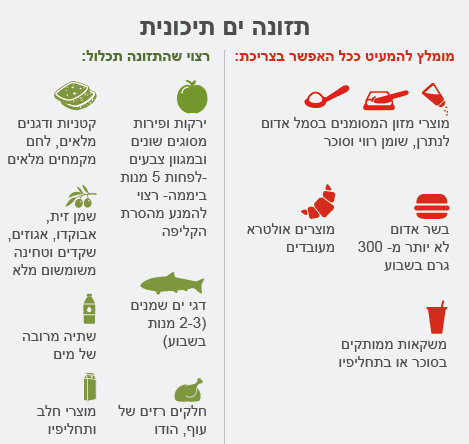 תזונה ים תיכונית
מומלץ להמעיט ככל האפשר בצריכת:
מוצרי מזון המסומנים בסמל אדום
לנתרן, שומן רווי וסוכר
בשר אדום
לא יותר מ- 300
גרם בשבוע
מוצרים אולטרא
מעובדים
משקאות ממותקים
בסוכר או בתחליפיו
רצוי שהתזונה תכלול:
ירקות ופירות
מסוגים שונים
ובמגוון צבעים
-לפחות 5 מנות
ביממה- רצוי
להמנע מהסרת
הקליפה
קטניות ודגנים
מלאים, לחם
מקמחים מלאים
שמן זית,
אבוקדו, אגוזים,
שקדים וטחינה
משומשום מלא
דגי ים שמנים
(2-3 מנות
בשבוע)
שתיה מרובה
של מים
חלקים רזים של
עוף, הודו
מוצרי חלב
ותחליפיו